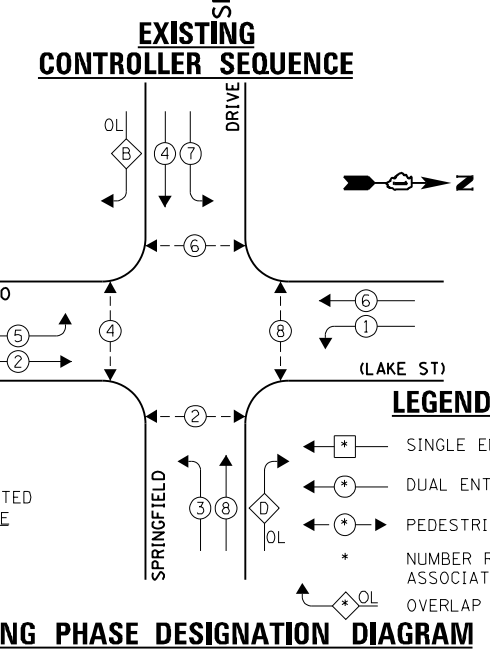 EXISTING
CONTROLLER SEQUENCE
OL
B
4
7
DRIVE
N
6
5
2
4
8
6
1
(LAKE ST)
2
LEGEND
* SINGLE E
* DUAL ENT
* PEDESTRI
* NUMBER R
ASSOCIAT
* OL OVERLAP
TED
E
SPRINGFIELD
3
8
D
OL
NG PHASE DESIGNATION DIAGRAM